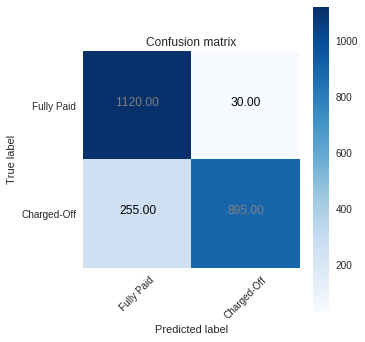 Confusion matrix
1000
800
600
400
200
Fully Paid
1120.00
30.00
Charged-Off
255.00
895.00
True label
Fully Paid
Charged-Off
Predicted label